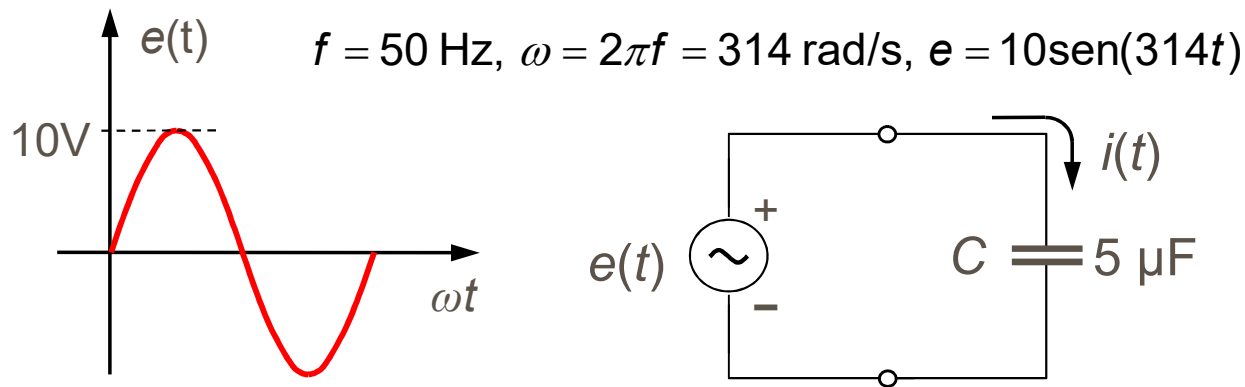 e(t)
f = 50 Hz, ω = 2πf = 314 rad/s, e = 10sen(314t)
10V
ωt
e(t)
+
−
i(t)
C
5 µF